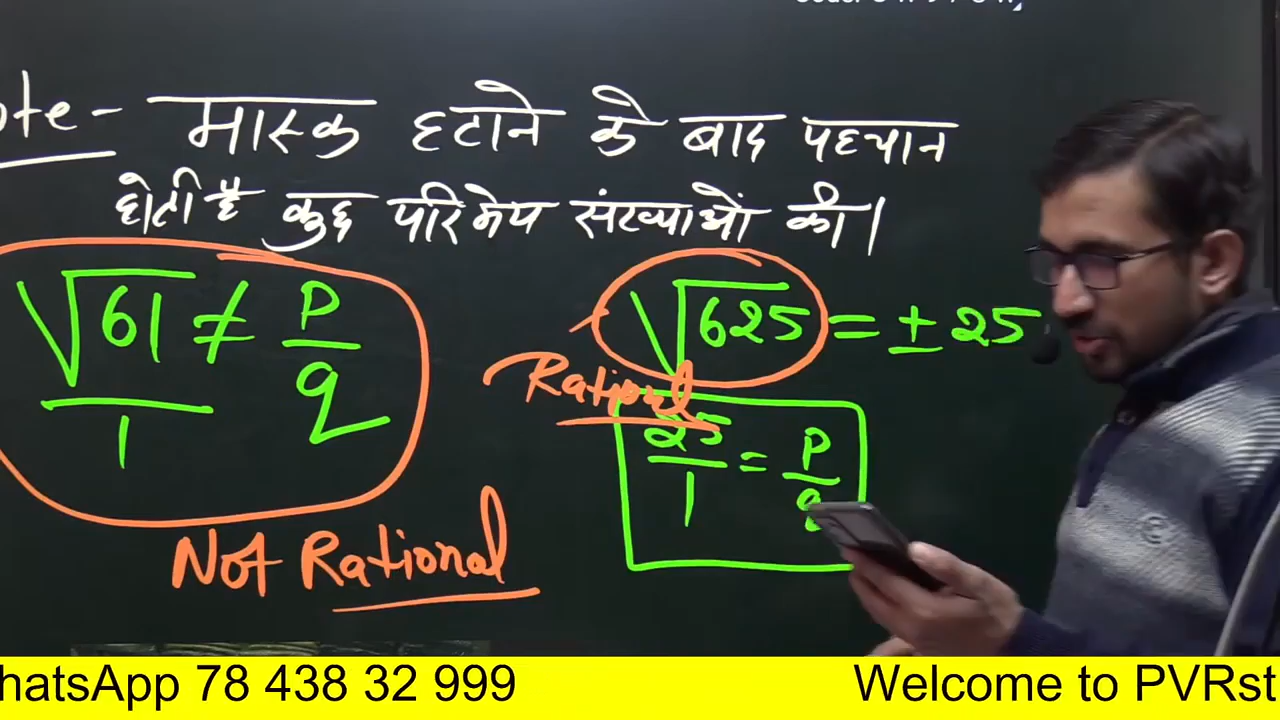 ote- मास्क हटाने के बाद पहचान
होती है कुछ परिमेय संख्याओं की।
√61/1 ≠ p/q
√625 = ± 25
Rational
25/1 = p/q
Not Rational
hatsApp 78 438 32 999
Welcome to PVRst